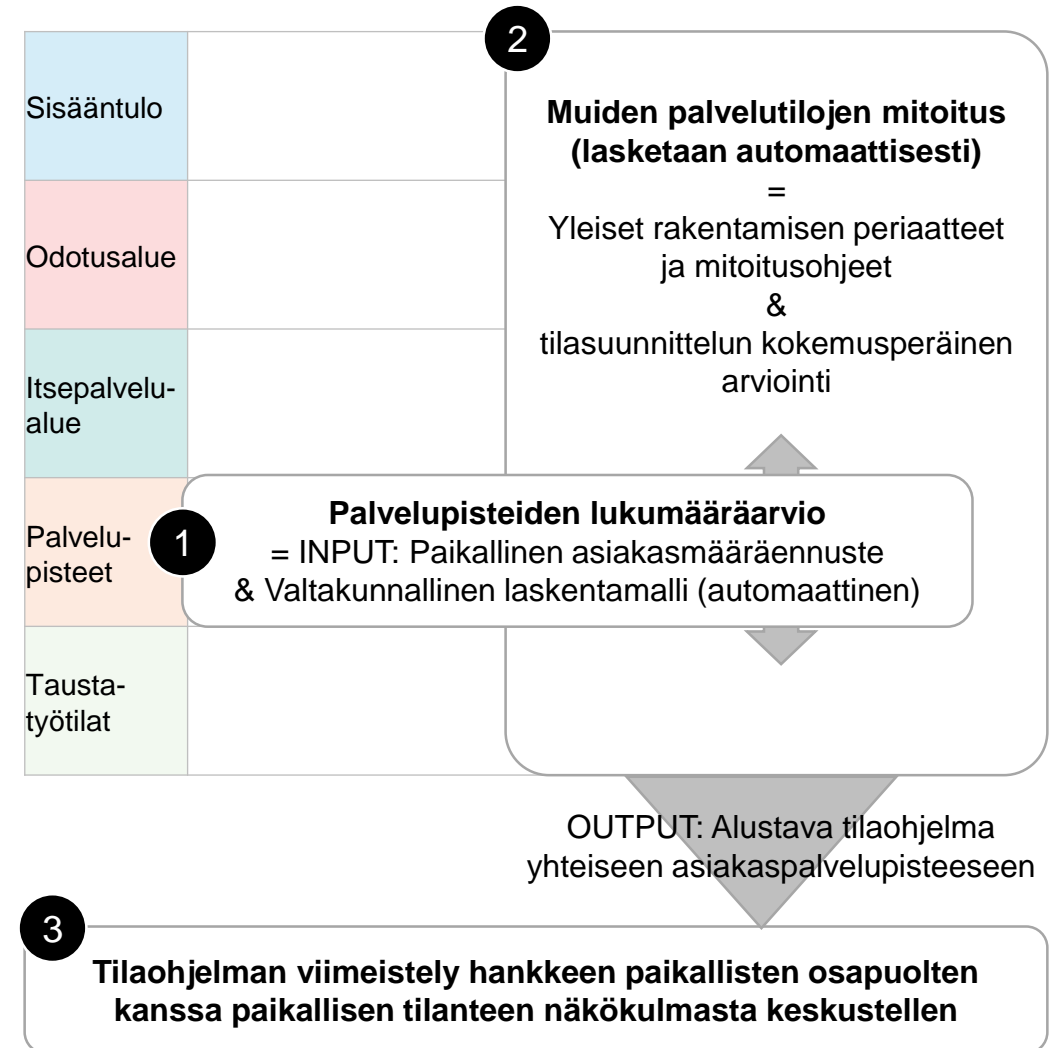 Sisääntulo
Odotusalue
Itsepalvelu-
alue
Palvelu-
pisteet
Tausta-
työtilat
2
Muiden palvelutilojen mitoitus
(lasketaan automaattisesti)
=
Yleiset rakentamisen periaatteet
ja mitoitusohjeet
&
tilasuunnittelun kokemusperäinen
arviointi
1
Palvelupisteiden lukumääräarvio
= INPUT: Paikallinen asiakasmääräennuste
& Valtakunnallinen laskentamalli (automaattinen)
OUTPUT: Alustava tilaohjelma
yhteiseen asiakaspalvelupisteeseen
3
Tilaohjelman viimeistely hankkeen paikallisten osapuolten
kanssa paikallisen tilanteen näkökulmasta keskustellen